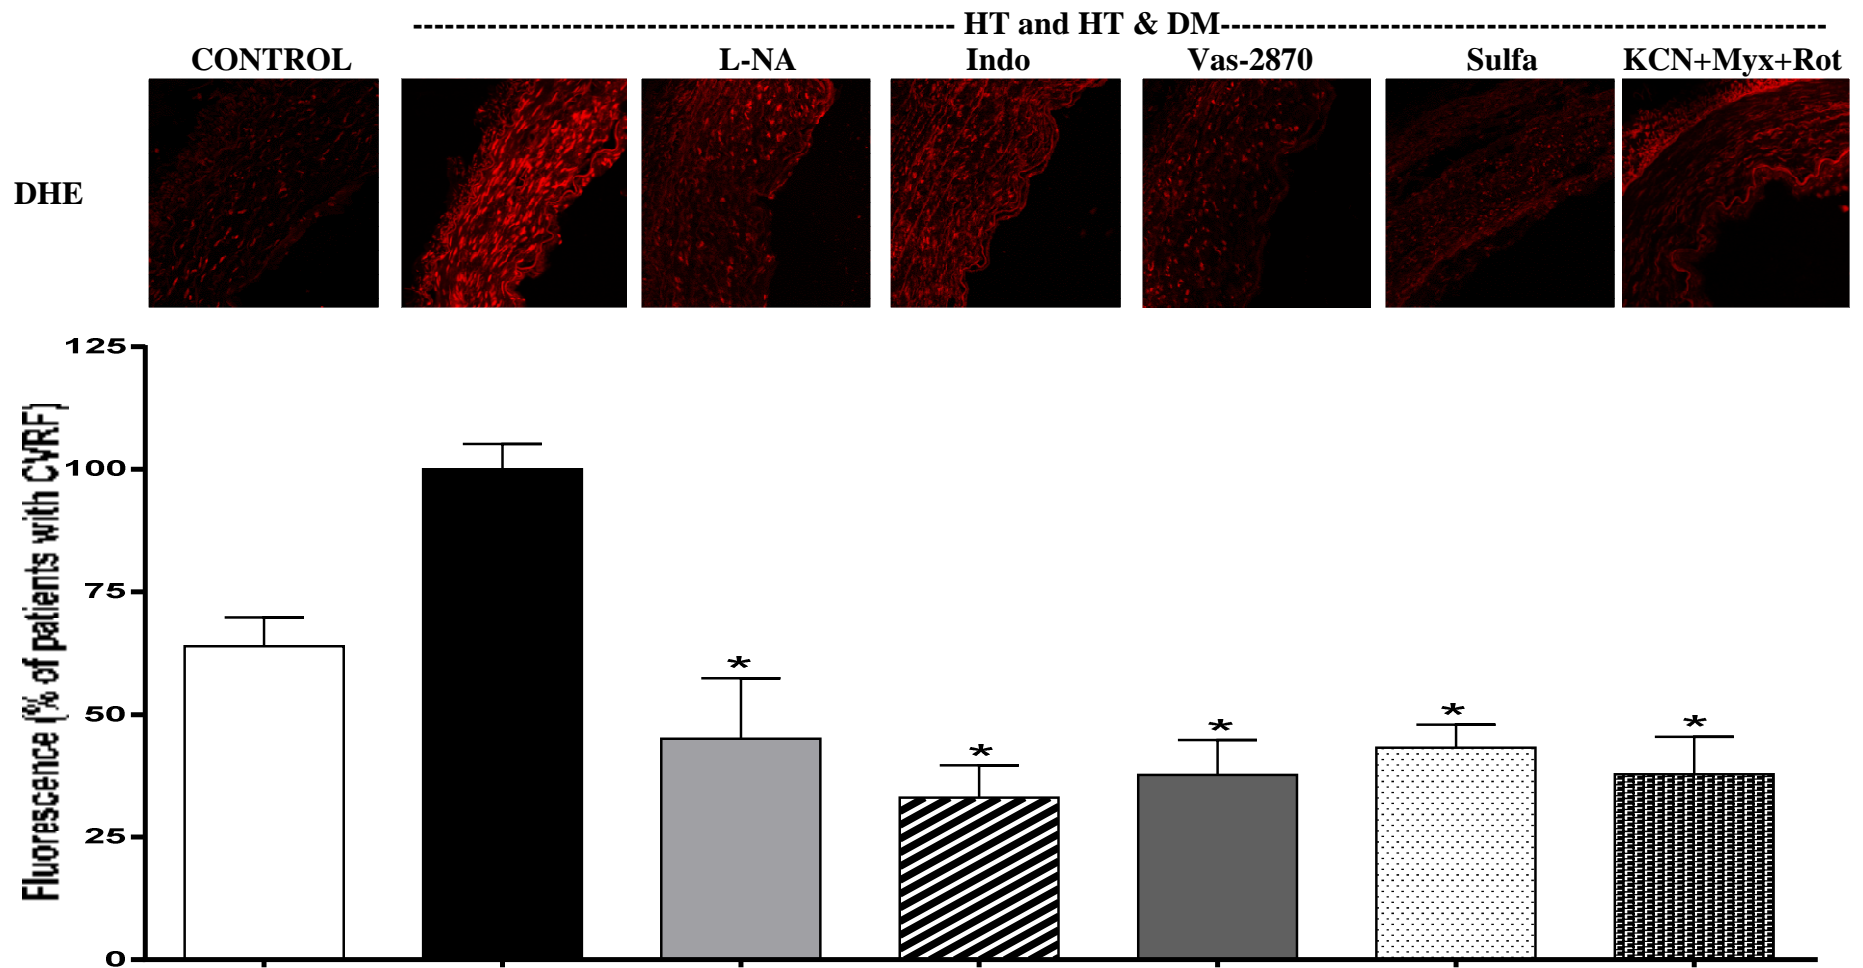 --------------------------------------------- HT and HT & DM--------------------------------------------------
CONTROL L-NA Indo Vas-2870 Sulfa KCN+Myx+Rot
DHE
Fluorescence (% of patients with CVRF)
125
100
75
50
25
0
*
*
*
*
*